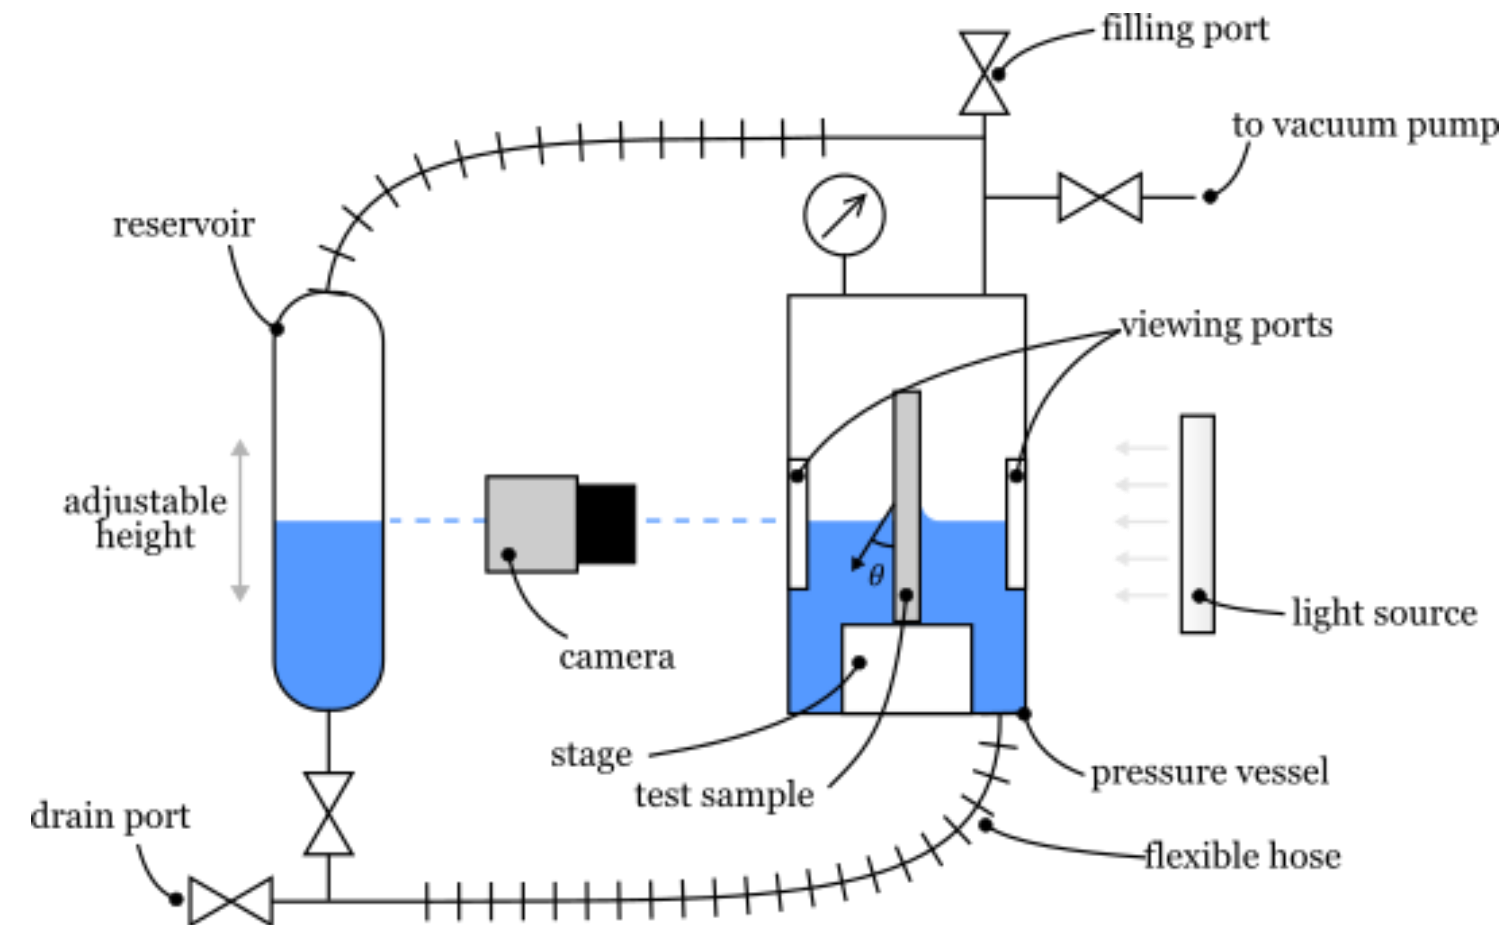 filling port
to vacuum pump
reservoir
viewing ports
adjustable
height
θ
light source
camera
stage
test sample
pressure vessel
drain port
flexible hose